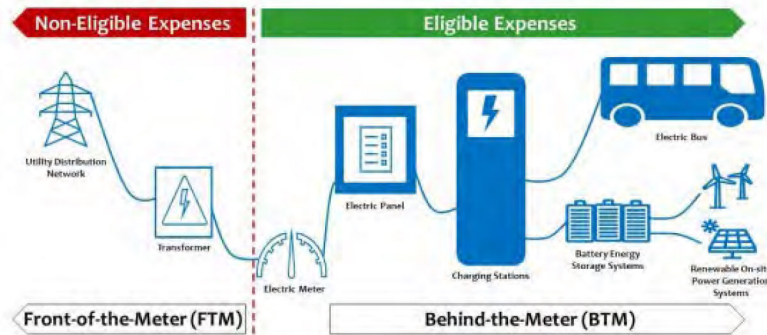 Non-Eligible Expenses
Eligible Expenses
Utility Distribution
Network
Transformer
Electric Meter
Electric Panel
Charging Stations
Electric Bus
Battery Energy
Storage Systems
Renewable On-sit
Power Generation
Systems
Front-of-the-Meter (FTM)
Behind-the-Meter (BTM)